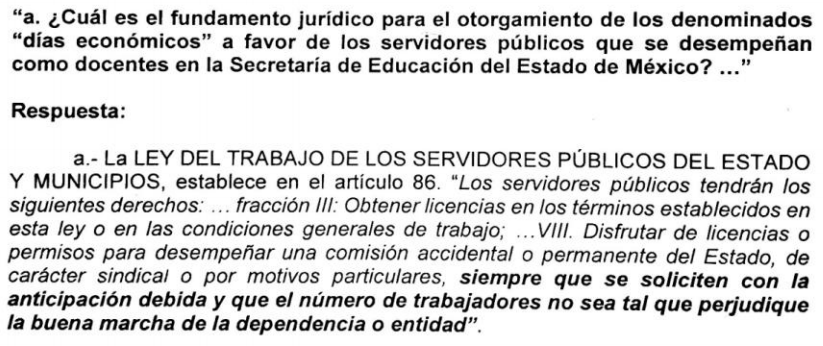 “a. ¿Cuál es el fundamento jurídico para el otorgamiento de los denominados
“días económicos” a favor de los servidores públicos que se desempeñan
como docentes en la Secretaría de Educación del Estado de México? ...”
Respuesta:
a.- La LEY DEL TRABAJO DE LOS SERVIDORES PÚBLICOS DEL ESTADO
Y MUNICIPIOS, establece en el artículo 86. “Los servidores públicos tendrán los
siguientes derechos: ... fracción III: Obtener licencias en los términos establecidos en
esta ley o en las condiciones generales de trabajo; ...VIII. Disfrutar de licencias o
permisos para desempeñar una comisión accidental o permanente del Estado, de
carácter sindical o por motivos particulares, siempre que se soliciten con la
anticipación debida y que el número de trabajadores no sea tal que perjudique
la buena marcha de la dependencia o entidad”.